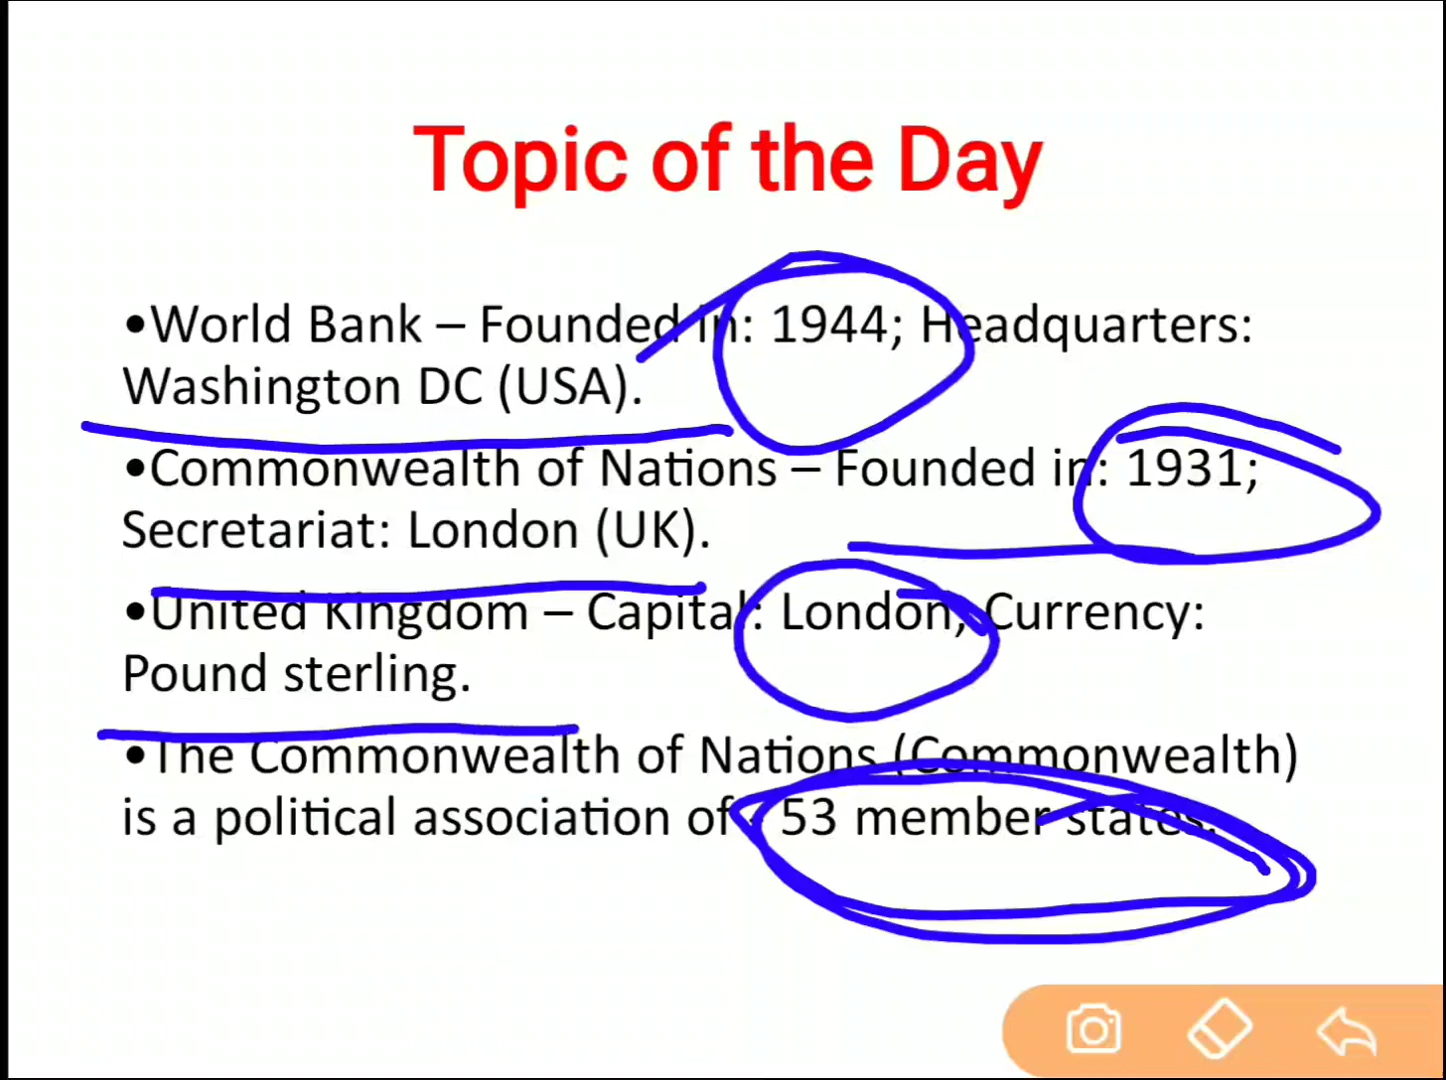 Topic of the Day
•World Bank – Founded in: 1944; Headquarters:
Washington DC (USA).
•Commonwealth of Nations – Founded in: 1931;
Secretariat: London (UK).
•United Kingdom – Capital: London; Currency:
Pound sterling.
•The Commonwealth of Nations (Commonwealth)
is a political association of 53 member states.